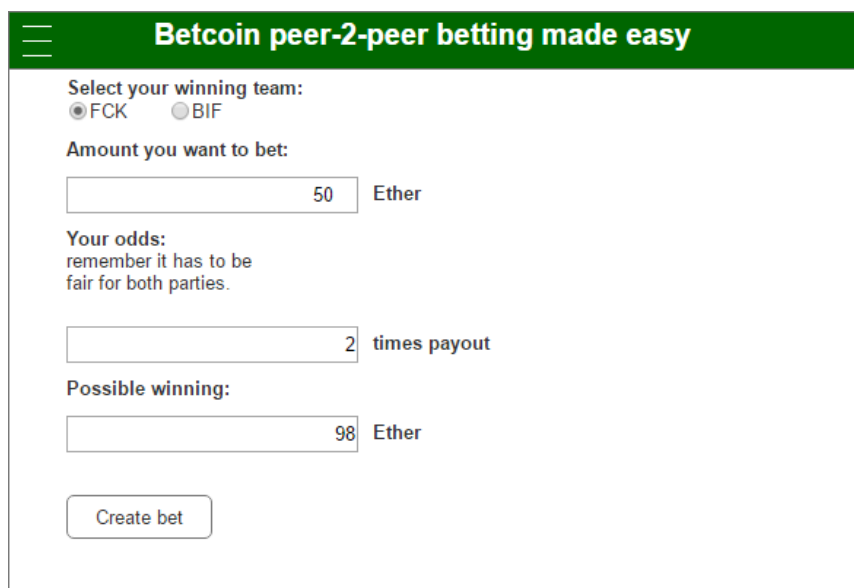 Betcoin peer-2-peer betting made easy
Select your winning team:
FCK BIF
Amount you want to bet:
50 Ether
Your odds:
remember it has to be
fair for both parties.
2 times payout
Possible winning:
98 Ether
Create bet